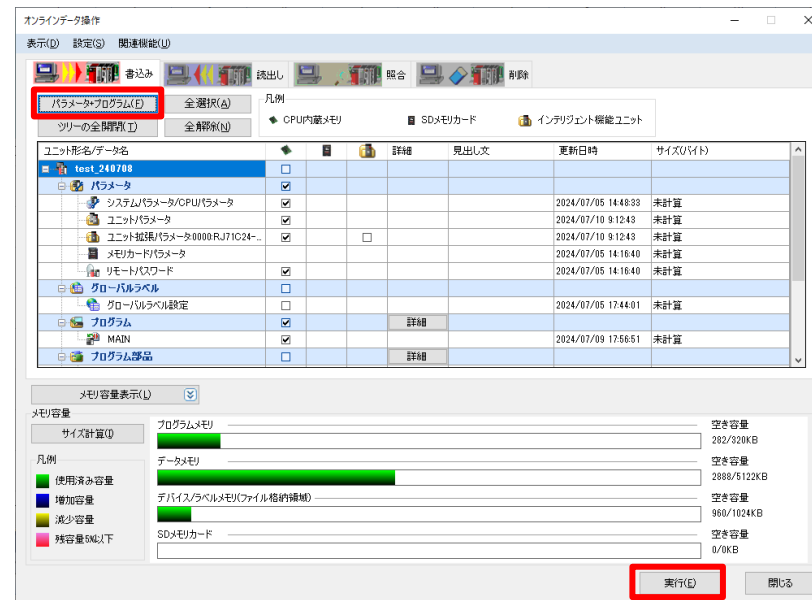 オンラインデータ操作
表示(D) 設定(S) 関連機能(U)
書込み 読出し 照合 削除
パラメータ+プログラム(F) 全選択(A) 凡例
CPU内蔵メモリ SDメモリカード インテリジェント機能ユニット
ツリーの全開閉(T) 全解除(N)
ユニット形名/データ名 詳細 見出し文 更新日時 サイズ(バイト)
test_240708
パラメータ
システムパラメータ/CPUパラメータ 2024/07/05 14:48:33 未計算
ユニットパラメータ 2024/07/10 9:12:43 未計算
ユニット拡張パラメータ:0000:RJ71C24-... 2024/07/10 9:12:43 未計算
メモリカードパラメータ 2024/07/05 14:16:40 未計算
リモートパスワード 2024/07/05 14:16:40 未計算
グローバルラベル
グローバルラベル設定 2024/07/05 17:44:01 未計算
プログラム 詳細
MAIN 2024/07/09 17:56:51 未計算
プログラム部品 詳細
メモリ容量表示(L)
メモリ容量
サイズ計算(I)
凡例
使用済み容量
増加容量
減少容量
残容量5%以下
プログラムメモリ 空き容量
282/320KB
データメモリ 空き容量
2888/5122KB
デバイス/ラベルメモリ(ファイル格納領域) 空き容量
960/1024KB
SDメモリカード 空き容量
0/0KB
実行(E) 閉じる